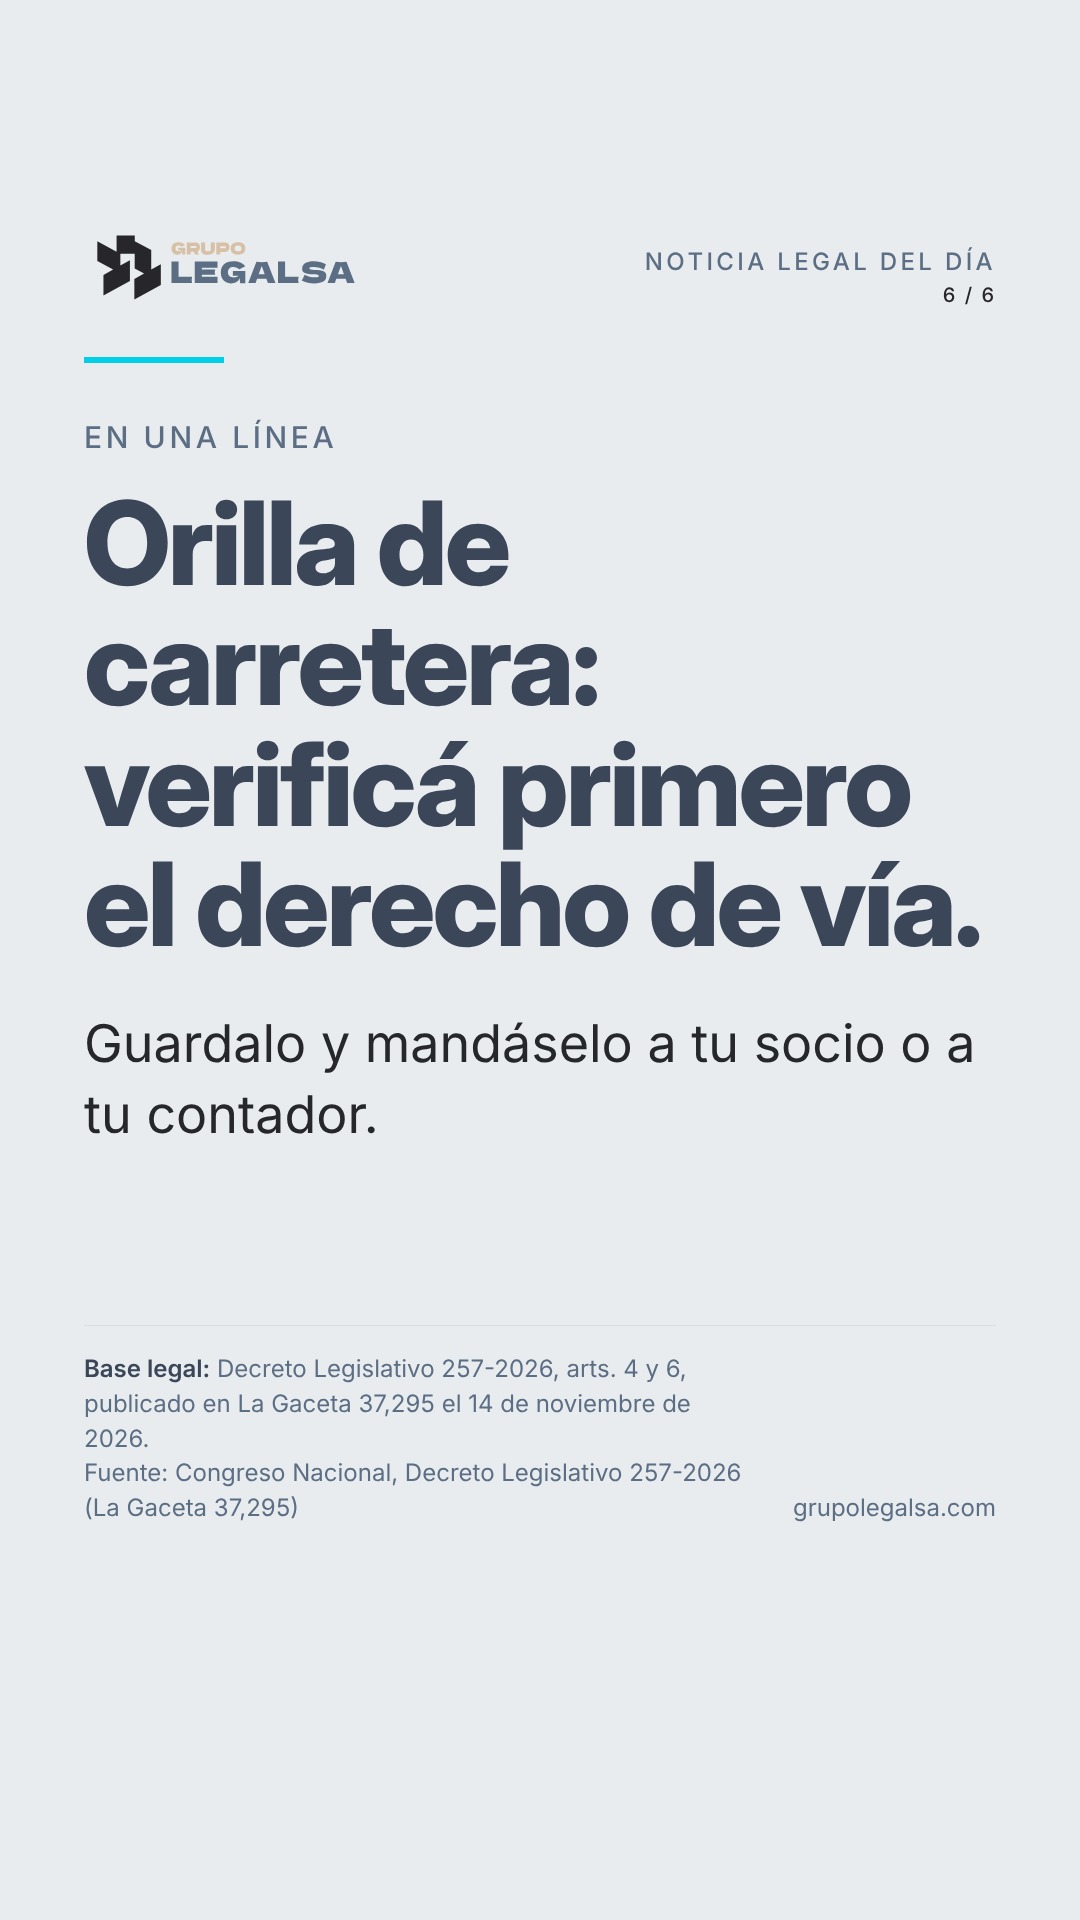 GRUPO
LEGALSA
NOTICIA LEGAL DEL DÍA
6 / 6
EN UNA LÍNEA
Orilla de
carretera:
verificá primero
el derecho de vía.
Guardalo y mandáselo a tu socio o a
tu contador.
Base legal: Decreto Legislativo 257-2026, arts. 4 y 6,
publicado en La Gaceta 37,295 el 14 de noviembre de
2026.
Fuente: Congreso Nacional, Decreto Legislativo 257-2026
(La Gaceta 37,295)
grupolegalsa.com